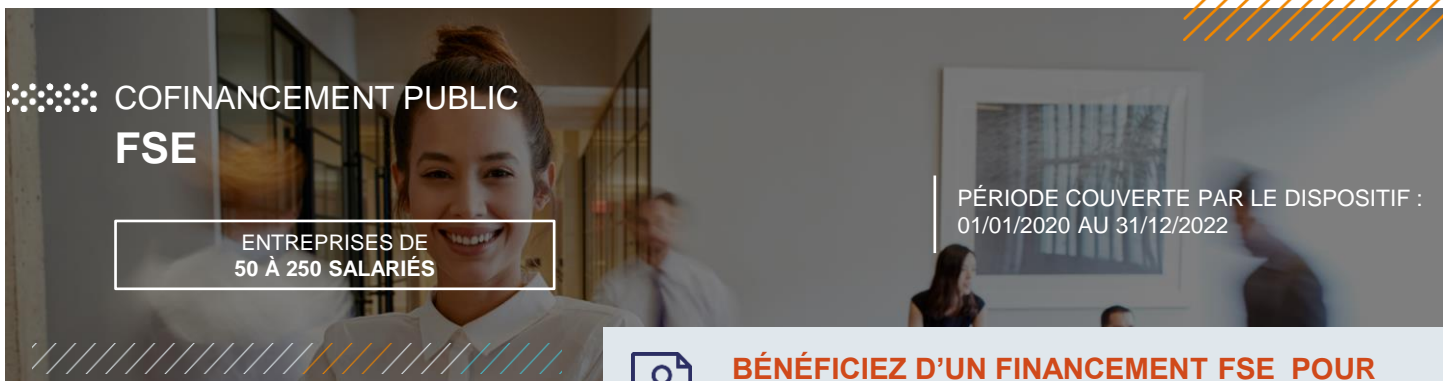 COFINANCEMENT PUBLIC
FSE
ENTREPRISES DE
50 À 250 SALARIÉS
PÉRIODE COUVERTE PAR LE DISPOSITIF :
01/01/2020 AU 31/12/2022
BÉNÉFICIEZ D’UN FINANCEMENT FSE POUR